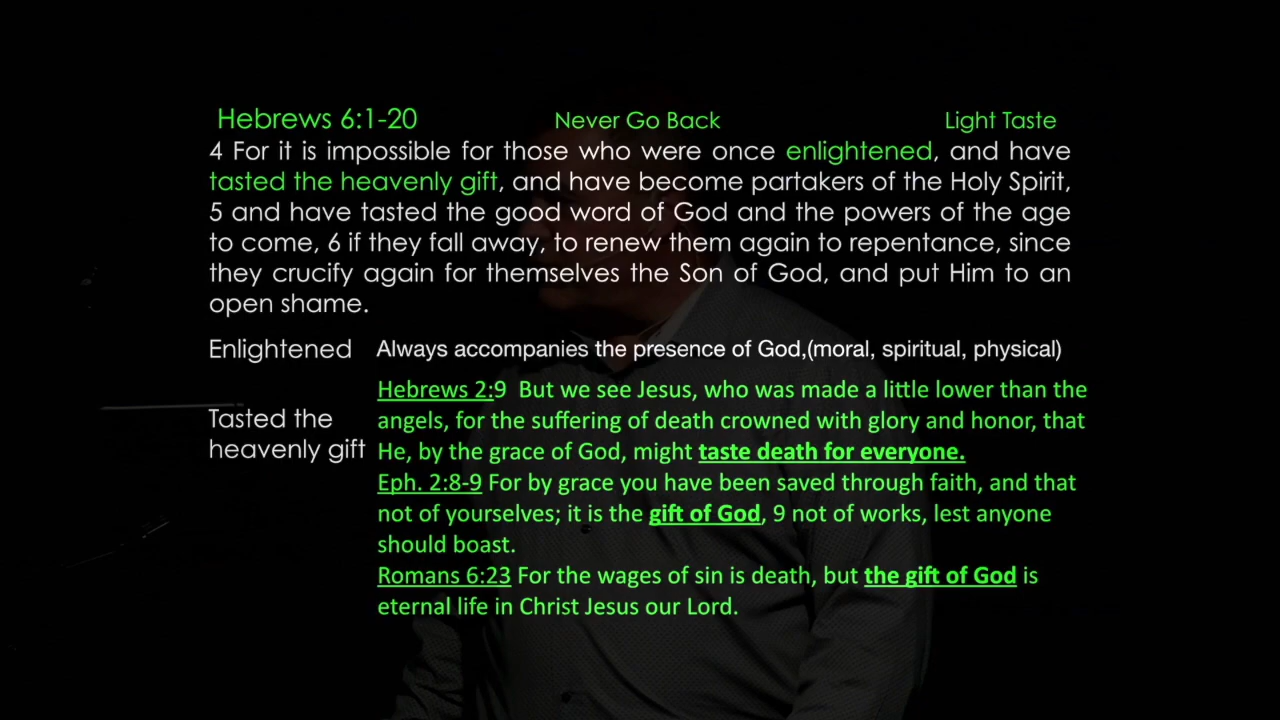 Hebrews 6:1-20 Never Go Back Light Taste
4 For it is impossible for those who were once enlightened, and have
tasted the heavenly gift, and have become partakers of the Holy Spirit,
5 and have tasted the good word of God and the powers of the age
to come, 6 if they fall away, to renew them again to repentance, since
they crucify again for themselves the Son of God, and put Him to an
open shame.
Enlightened Always accompanies the presence of God,(moral, spiritual, physical)
Tasted the
heavenly gift
Hebrews 2:9 But we see Jesus, who was made a little lower than the
angels, for the suffering of death crowned with glory and honor, that
He, by the grace of God, might taste death for everyone.
Eph. 2:8-9 For by grace you have been saved through faith, and that
not of yourselves; it is the gift of God, 9 not of works, lest anyone
should boast.
Romans 6:23 For the wages of sin is death, but the gift of God is
eternal life in Christ Jesus our Lord.